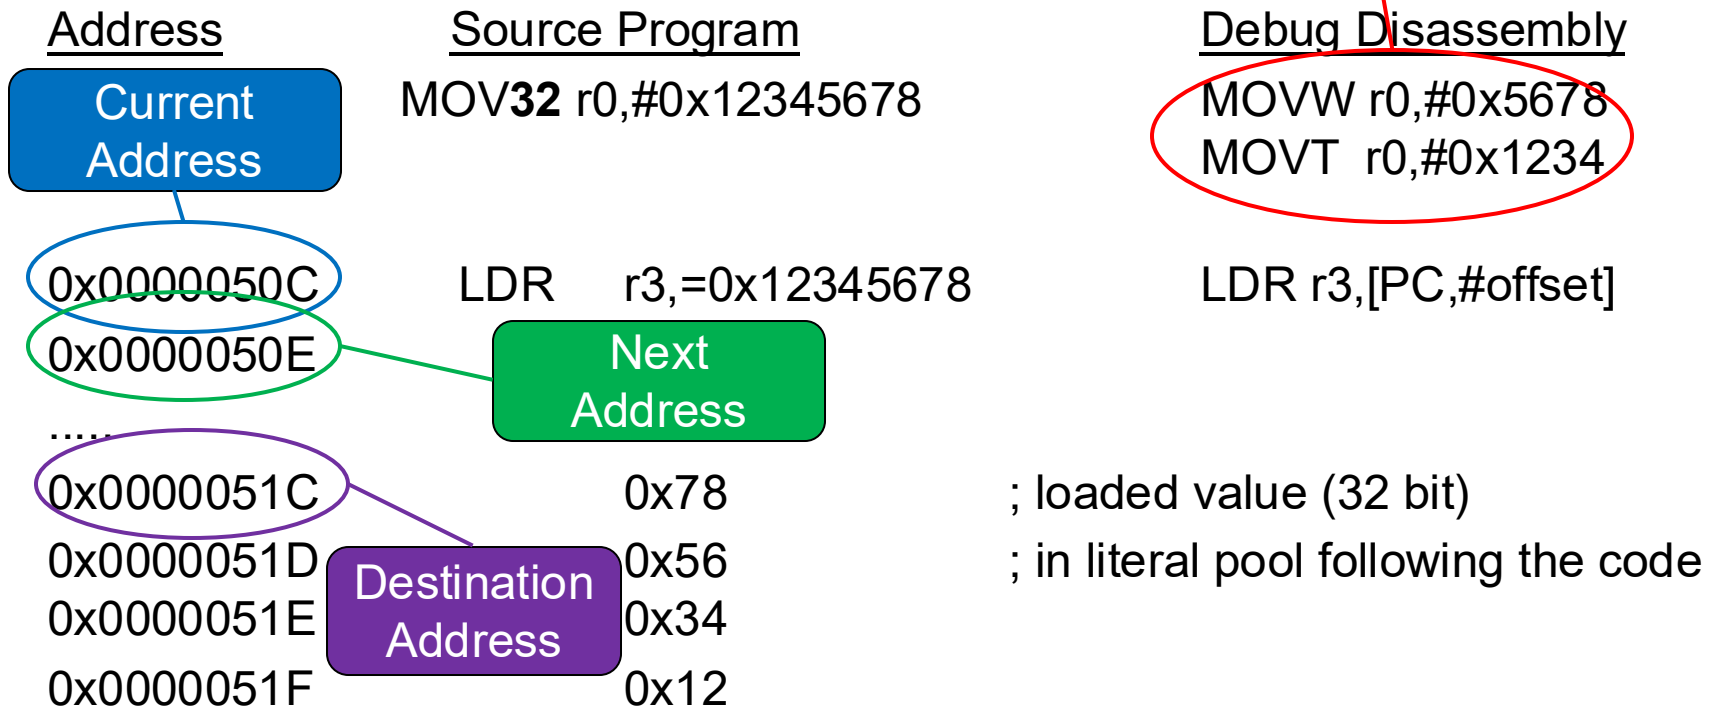 Address Source Program Debug Disassembly
Current Address MOV32 r0,#0x12345678 MOVW r0,#0x5678
MOVT r0,#0x1234
0x0000050C LDR r3,=0x12345678 LDR r3,[PC,#offset]
0x0000050E Next Address
.....
0x0000051C 0x78 ; loaded value (32 bit)
0x0000051D 0x56 ; in literal pool following the code
Destination Address
0x0000051E 0x34
0x0000051F 0x12